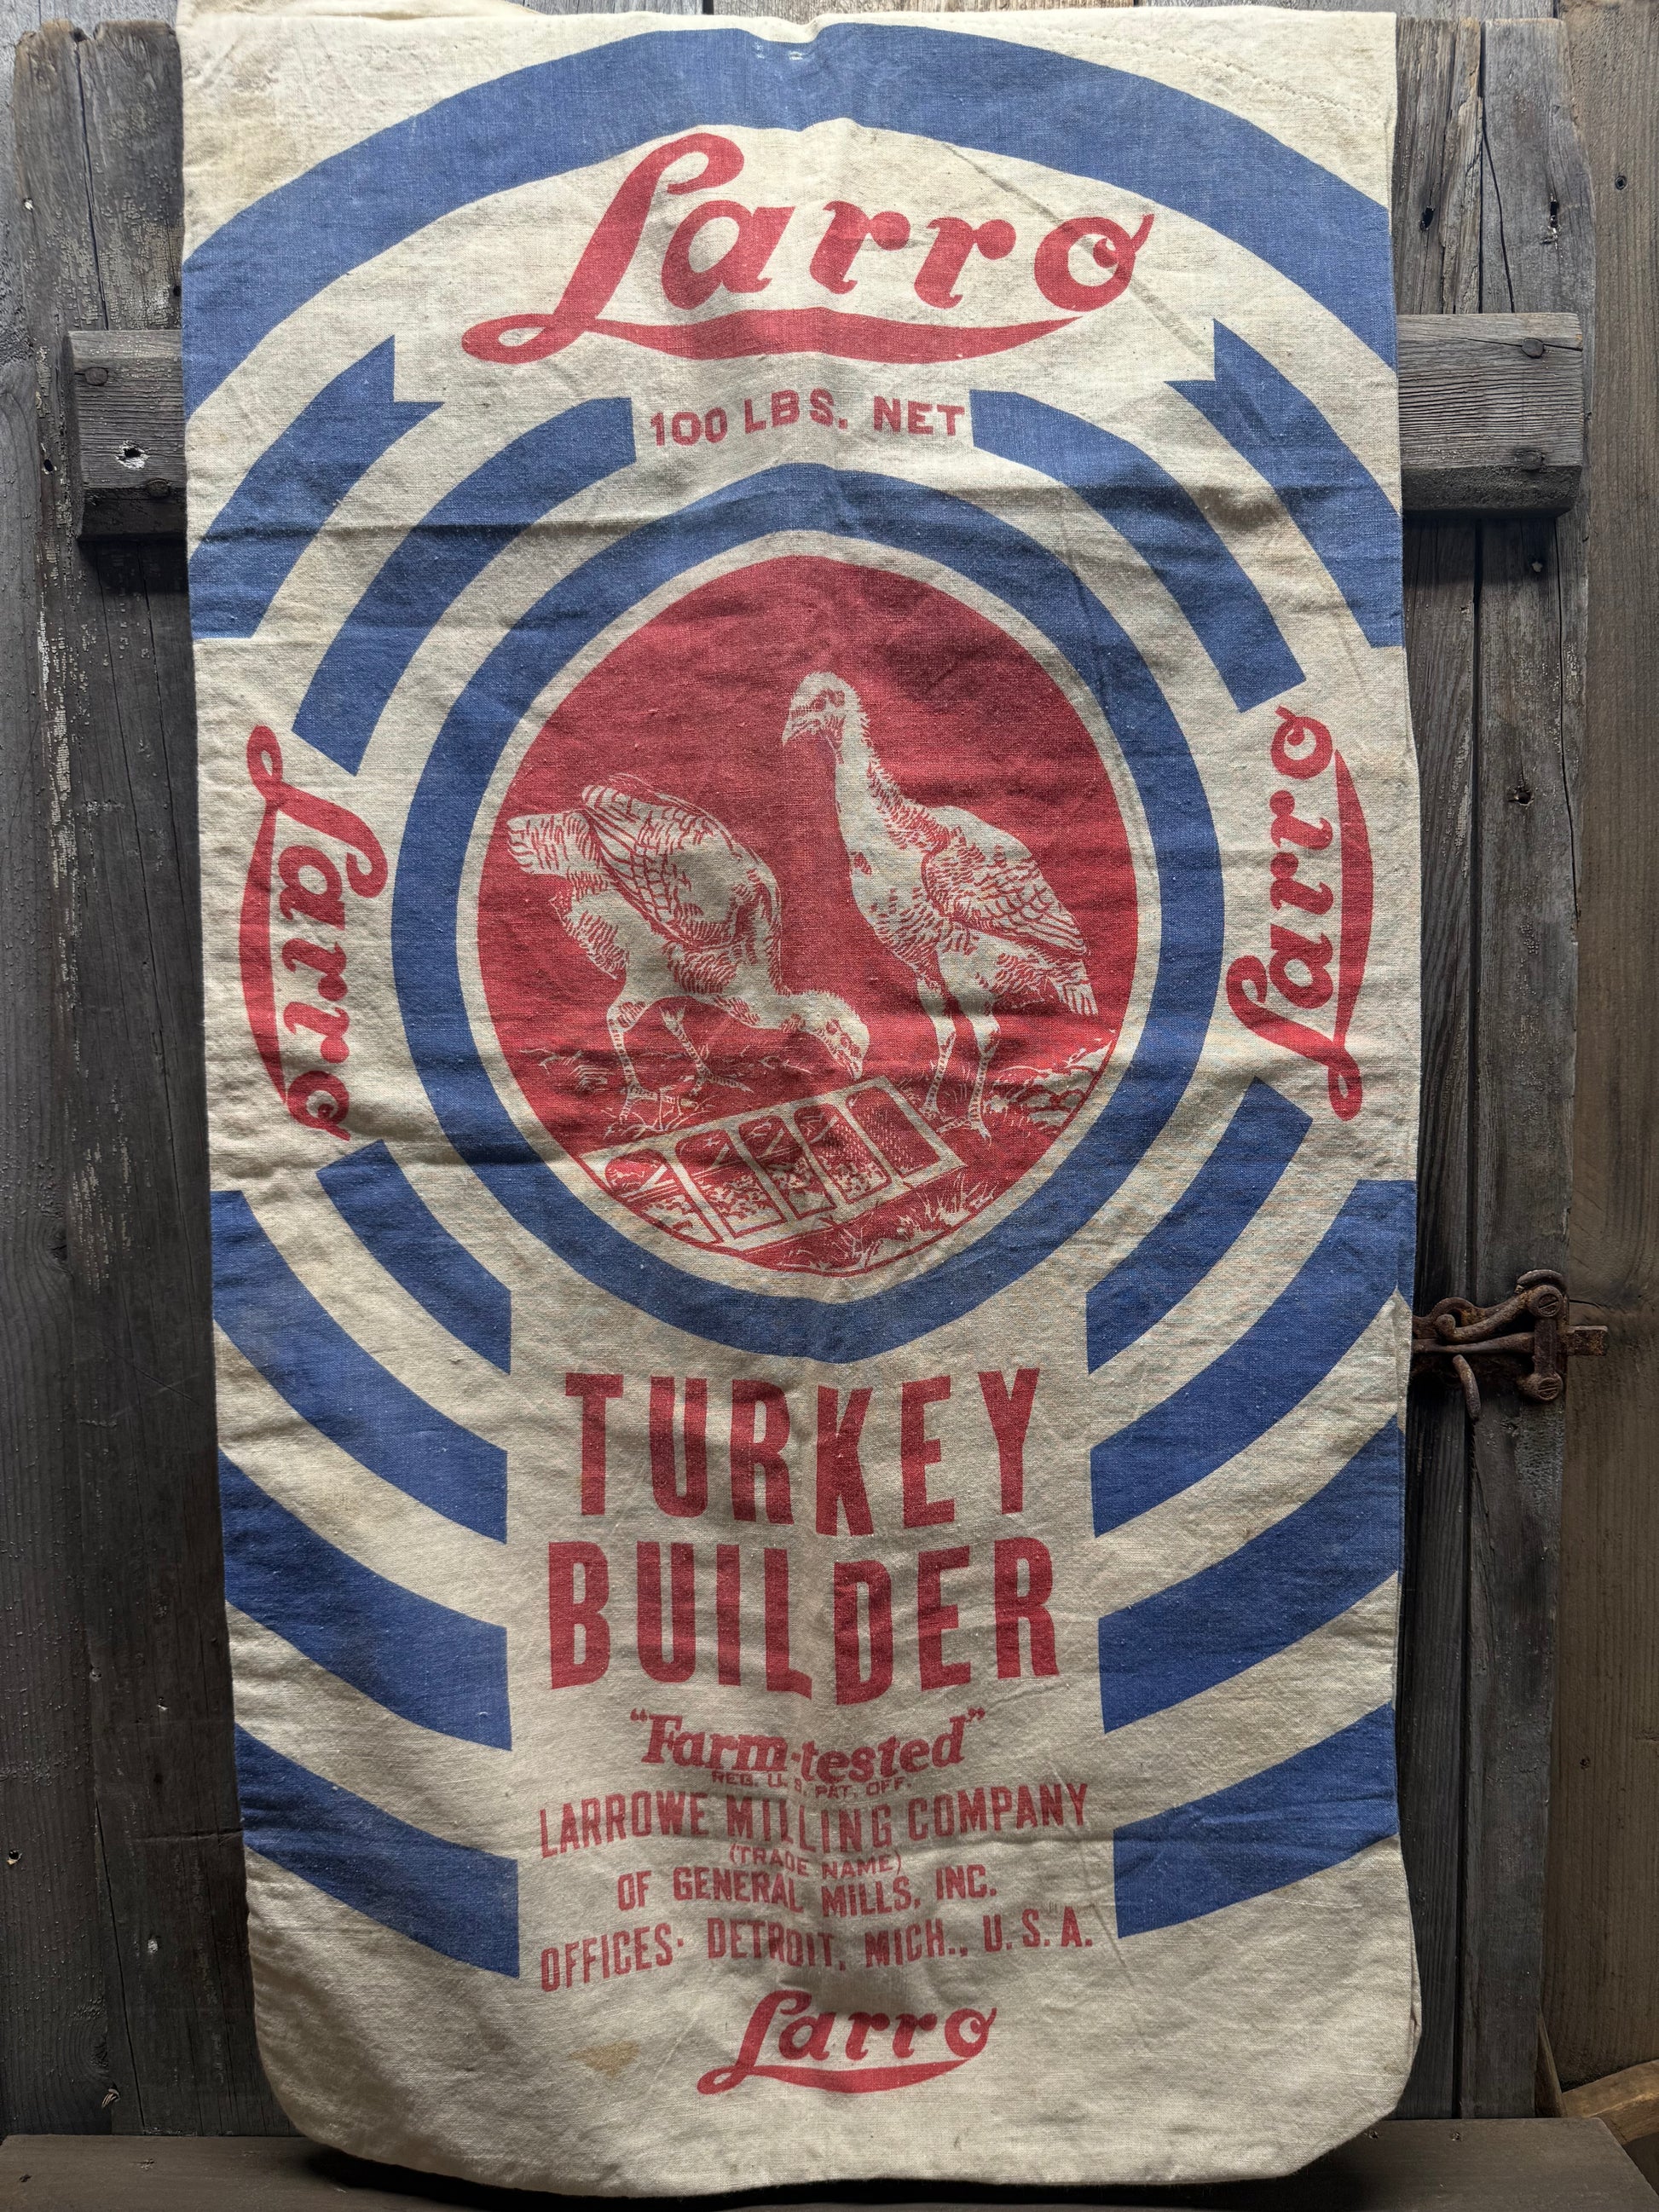 Larro
100 LBS. NET
Larro
Larro
TURKEY
BUILDER
"Farm-tested"
REG. U. S. PAT. OFF.
LARROWE MILLING COMPANY
(TRADE NAME)
OF GENERAL MILLS, INC.
OFFICES· DETROIT, MICH., U. S. A.
Larro